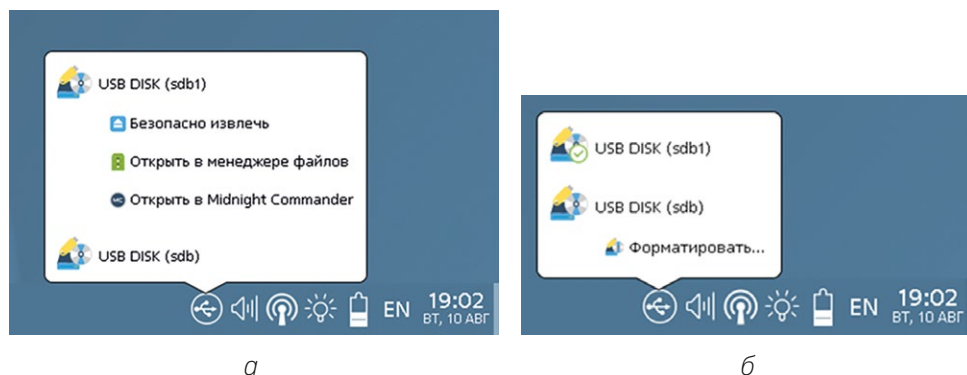 USB DISK (sdb1)
Безопасно извлечь
Открыть в менеджере файлов
MC Открыть в Midnight Commander
USB DISK (sdb)
EN 19:02
ВТ, 10 АВГ
а
USB DISK (sdb1)
USB DISK (sdb)
Форматировать...
EN 19:02
ВТ, 10 АВГ
б